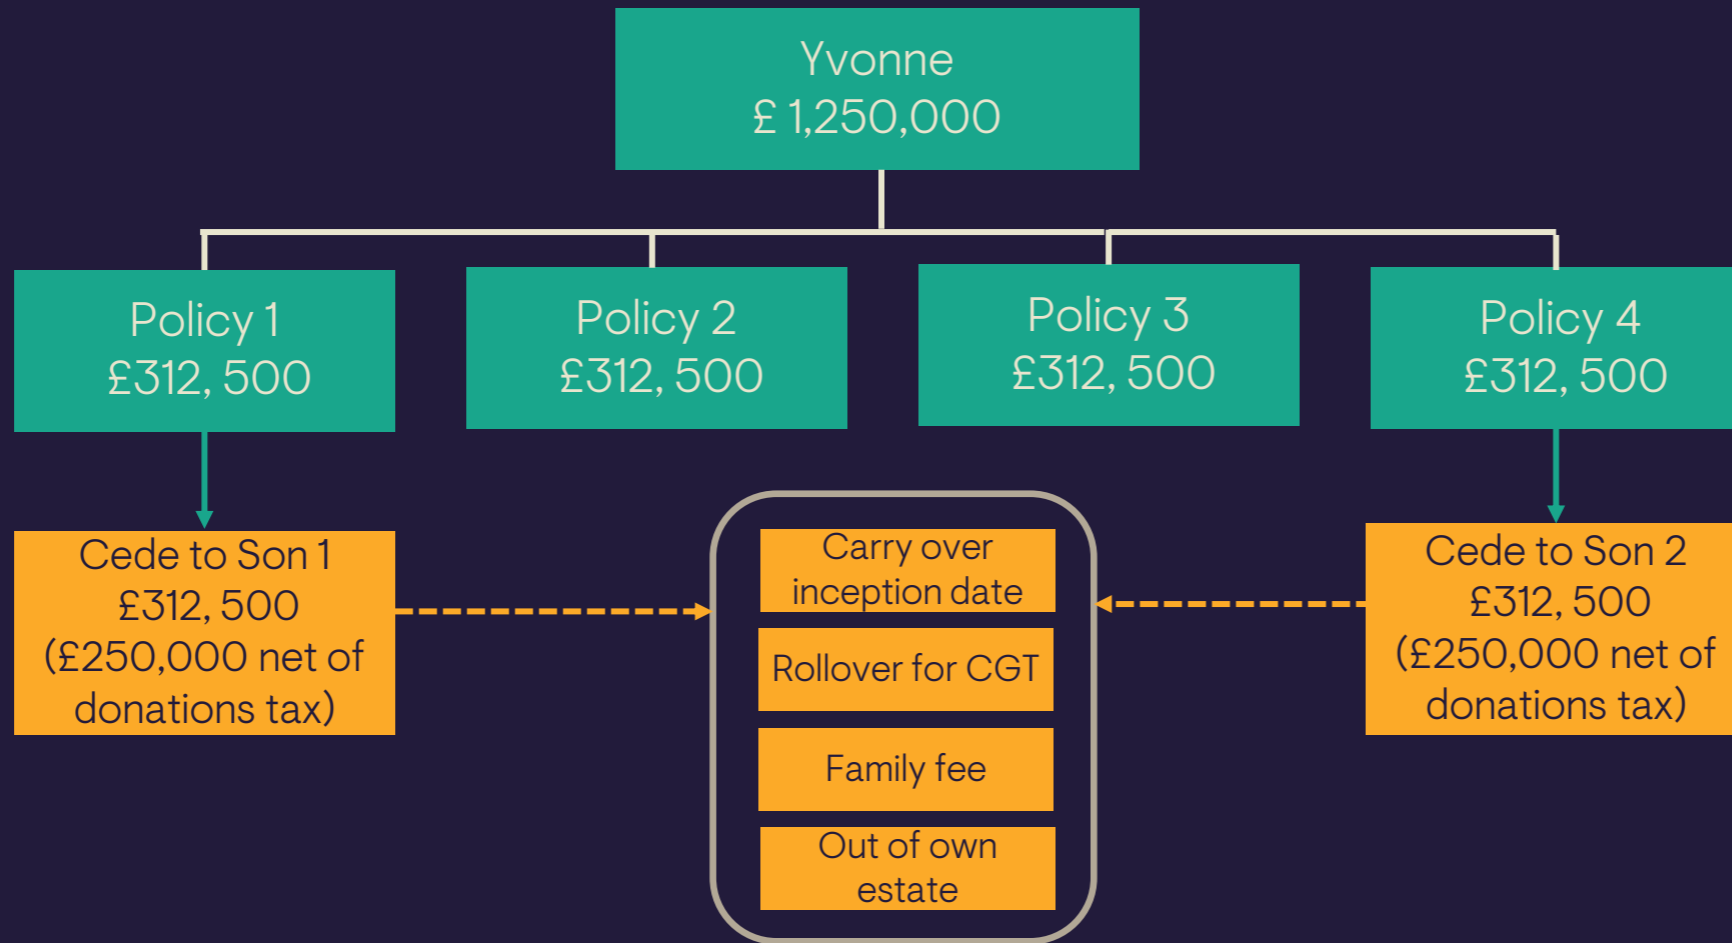 Yvonne
£ 1,250,000
Policy 1
£312, 500
Policy 2
£312, 500
Policy 3
£312, 500
Policy 4
£312, 500
Cede to Son 1
£312, 500
(£250,000 net of
donations tax)
Carry over
inception date
Rollover for CGT
Family fee
Out of own
estate
Cede to Son 2
£312, 500
(£250,000 net of
donations tax)